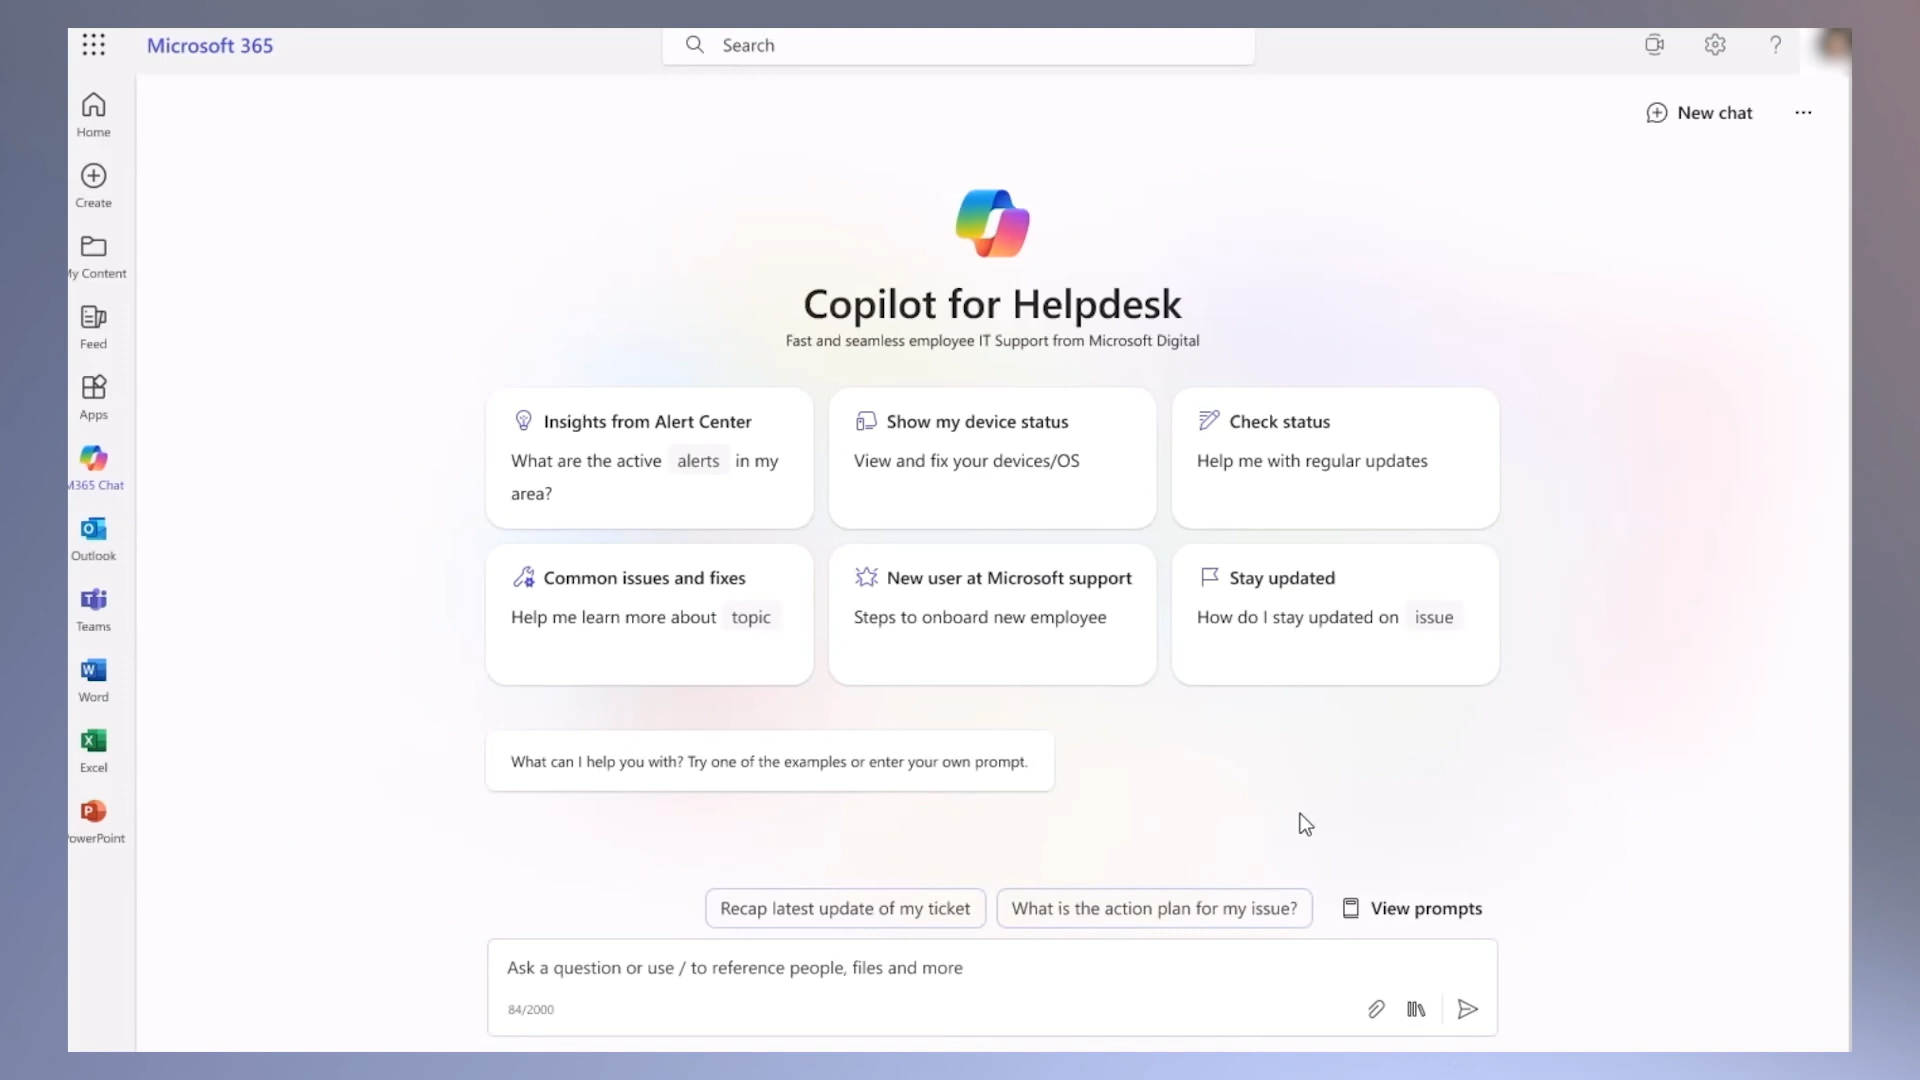 Microsoft 365
Search
Home
Create
My Content
Feed
Apps
M365 Chat
Outlook
Teams
Word
Excel
PowerPoint
New chat
Copilot for Helpdesk
Fast and seamless employee IT Support from Microsoft Digital
Insights from Alert Center
What are the active alerts in my
area?
Show my device status
View and fix your devices/OS
Check status
Help me with regular updates
Common issues and fixes
Help me learn more about topic
New user at Microsoft support
Steps to onboard new employee
Stay updated
How do I stay updated on issue
What can I help you with? Try one of the examples or enter your own prompt.
Recap latest update of my ticket
What is the action plan for my issue?
View prompts
Ask a question or use / to reference people, files and more
84/2000